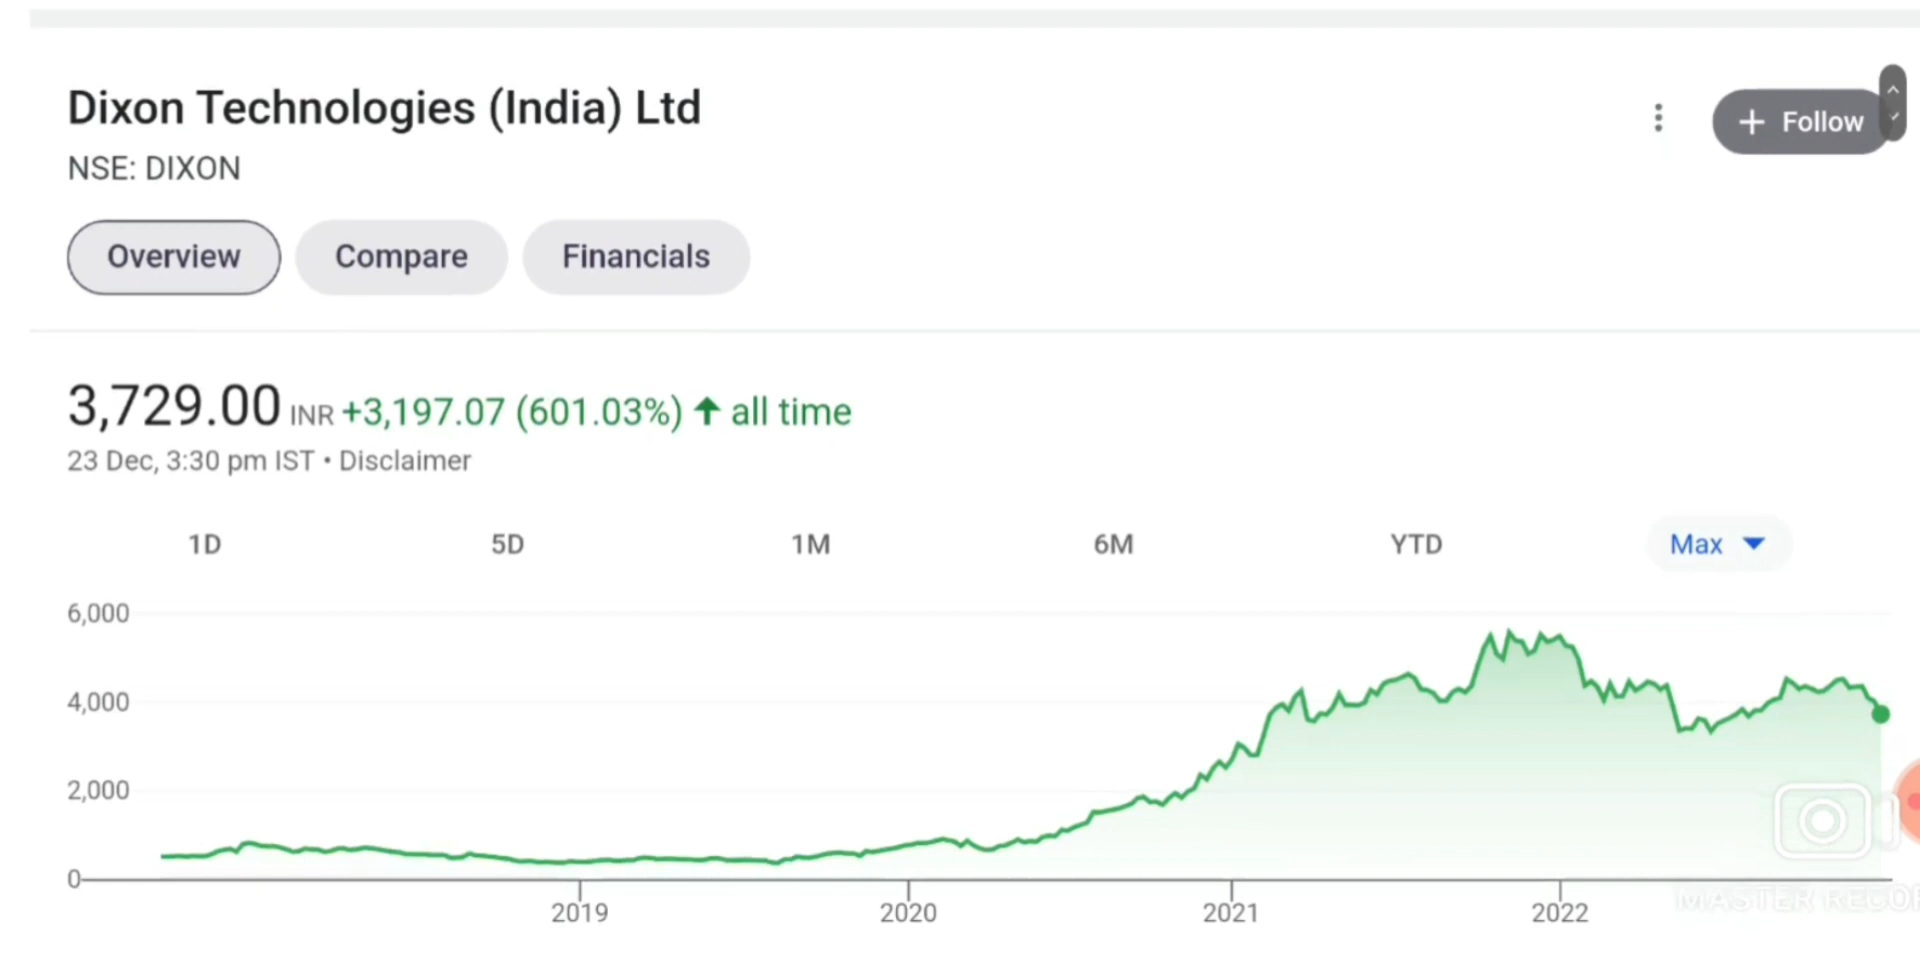 Dixon Technologies (India) Ltd
+ Follow
NSE: DIXON
Overview Compare Financials
3,729.00 INR +3,197.07 (601.03%) ↑ all time
23 Dec, 3:30 pm IST • Disclaimer
1D 5D 1M 6M YTD Max
6,000
4,000
2,000
0
2019 2020 2021 2022
MASTER